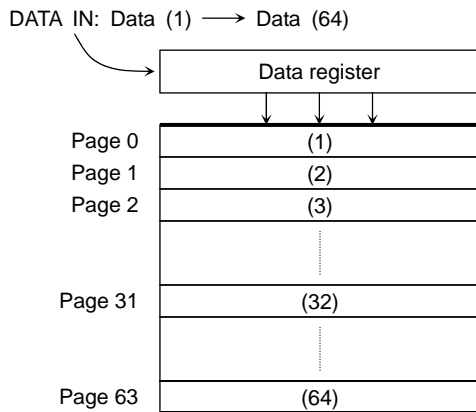 DATA IN: Data (1) ⟶ Data (64)
Data register
Page 0 (1)
Page 1 (2)
Page 2 (3)
Page 31 (32)
Page 63 (64)